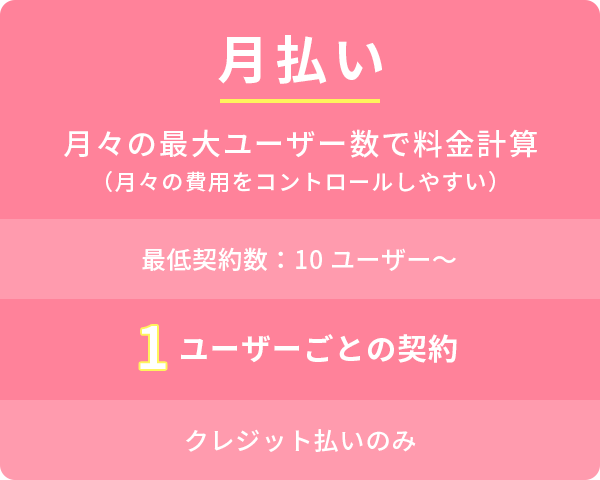 月払い
月々の最大ユーザー数で料金計算
（月々の費用をコントロールしやすい）
最低契約数：10 ユーザー～
1 ユーザーごとの契約
クレジット払いのみ